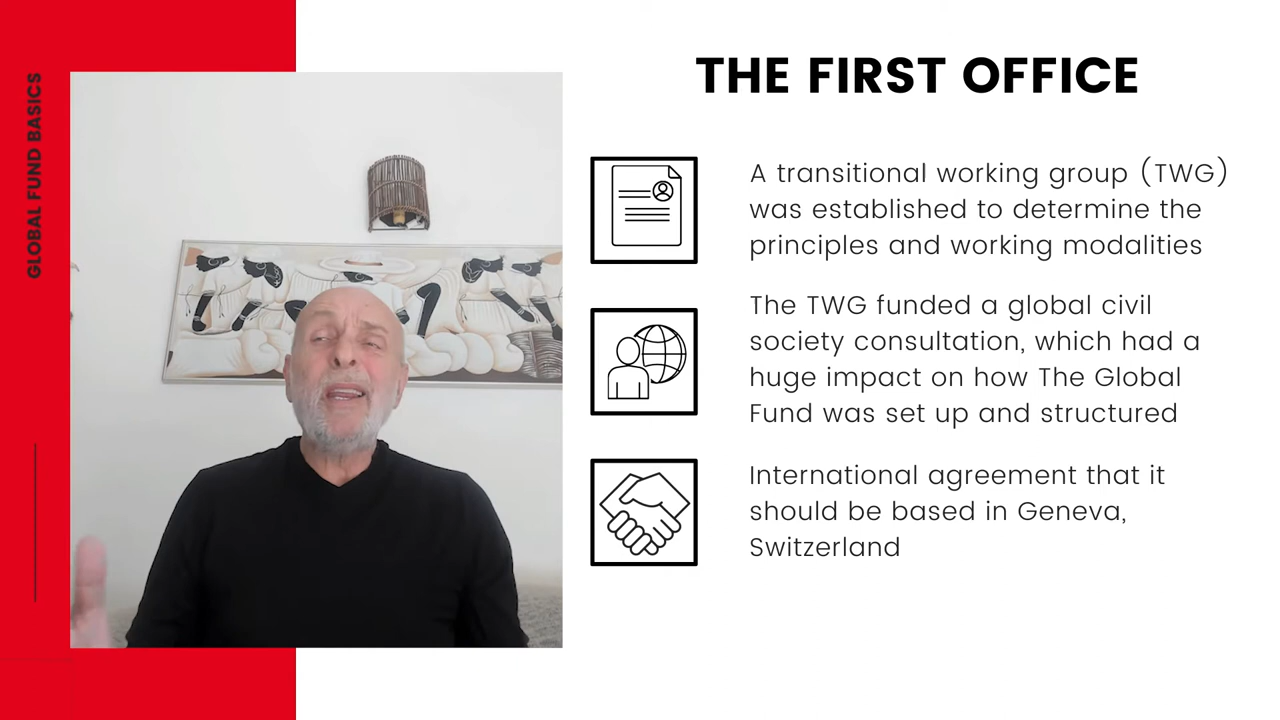 GLOBAL FUND BASICS
THE FIRST OFFICE
A transitional working group (TWG)
was established to determine the
principles and working modalities
The TWG funded a global civil
society consultation, which had a
huge impact on how The Global
Fund was set up and structured
International agreement that it
should be based in Geneva,
Switzerland